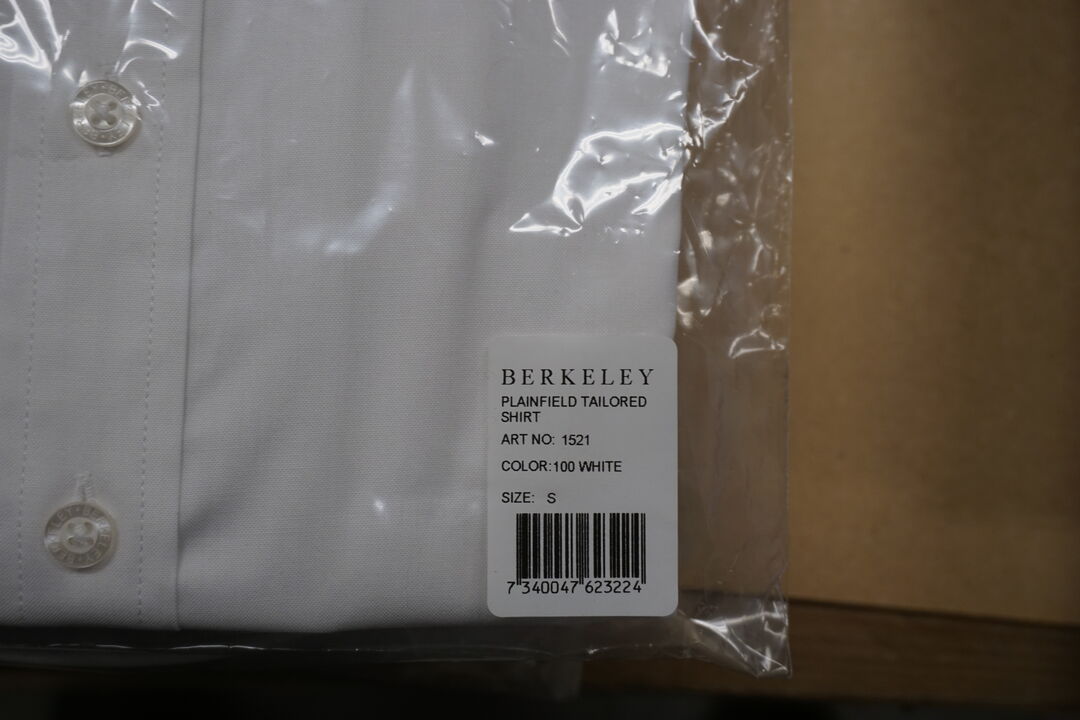 BERKELEY
PLAINFIELD TAILORED
SHIRT
ART NO: 1521
COLOR:100 WHITE
SIZE: S
7 340047 623224